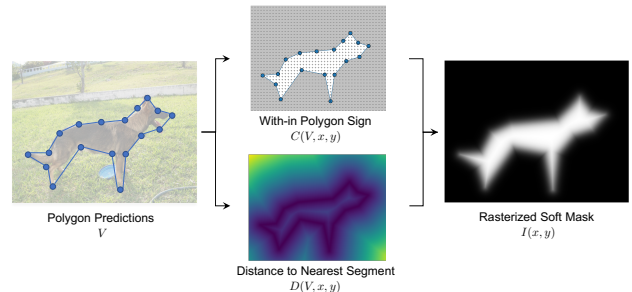 With-in Polygon Sign
C(V, x, y)
Polygon Predictions
V
Rasterized Soft Mask
I(x, y)
Distance to Nearest Segment
D(V, x, y)